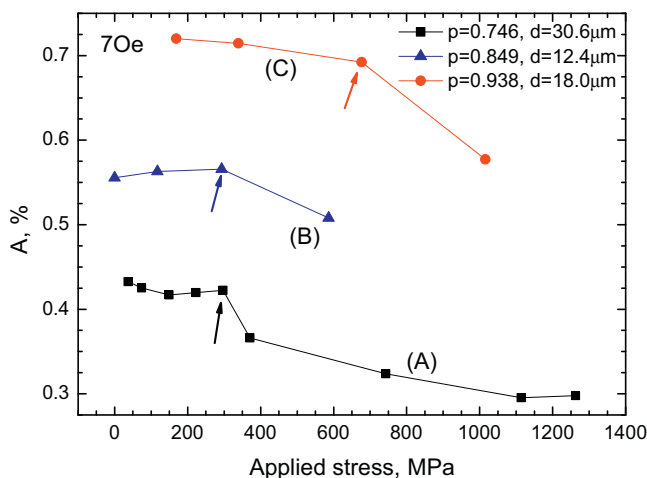 7Oe
p=0.746, d=30.6μm
p=0.849, d=12.4μm
p=0.938, d=18.0μm
(C)
(B)
(A)
A, %
0.7
0.6
0.5
0.4
0.3
0 200 400 600 800 1000 1200 1400
Applied stress, MPa